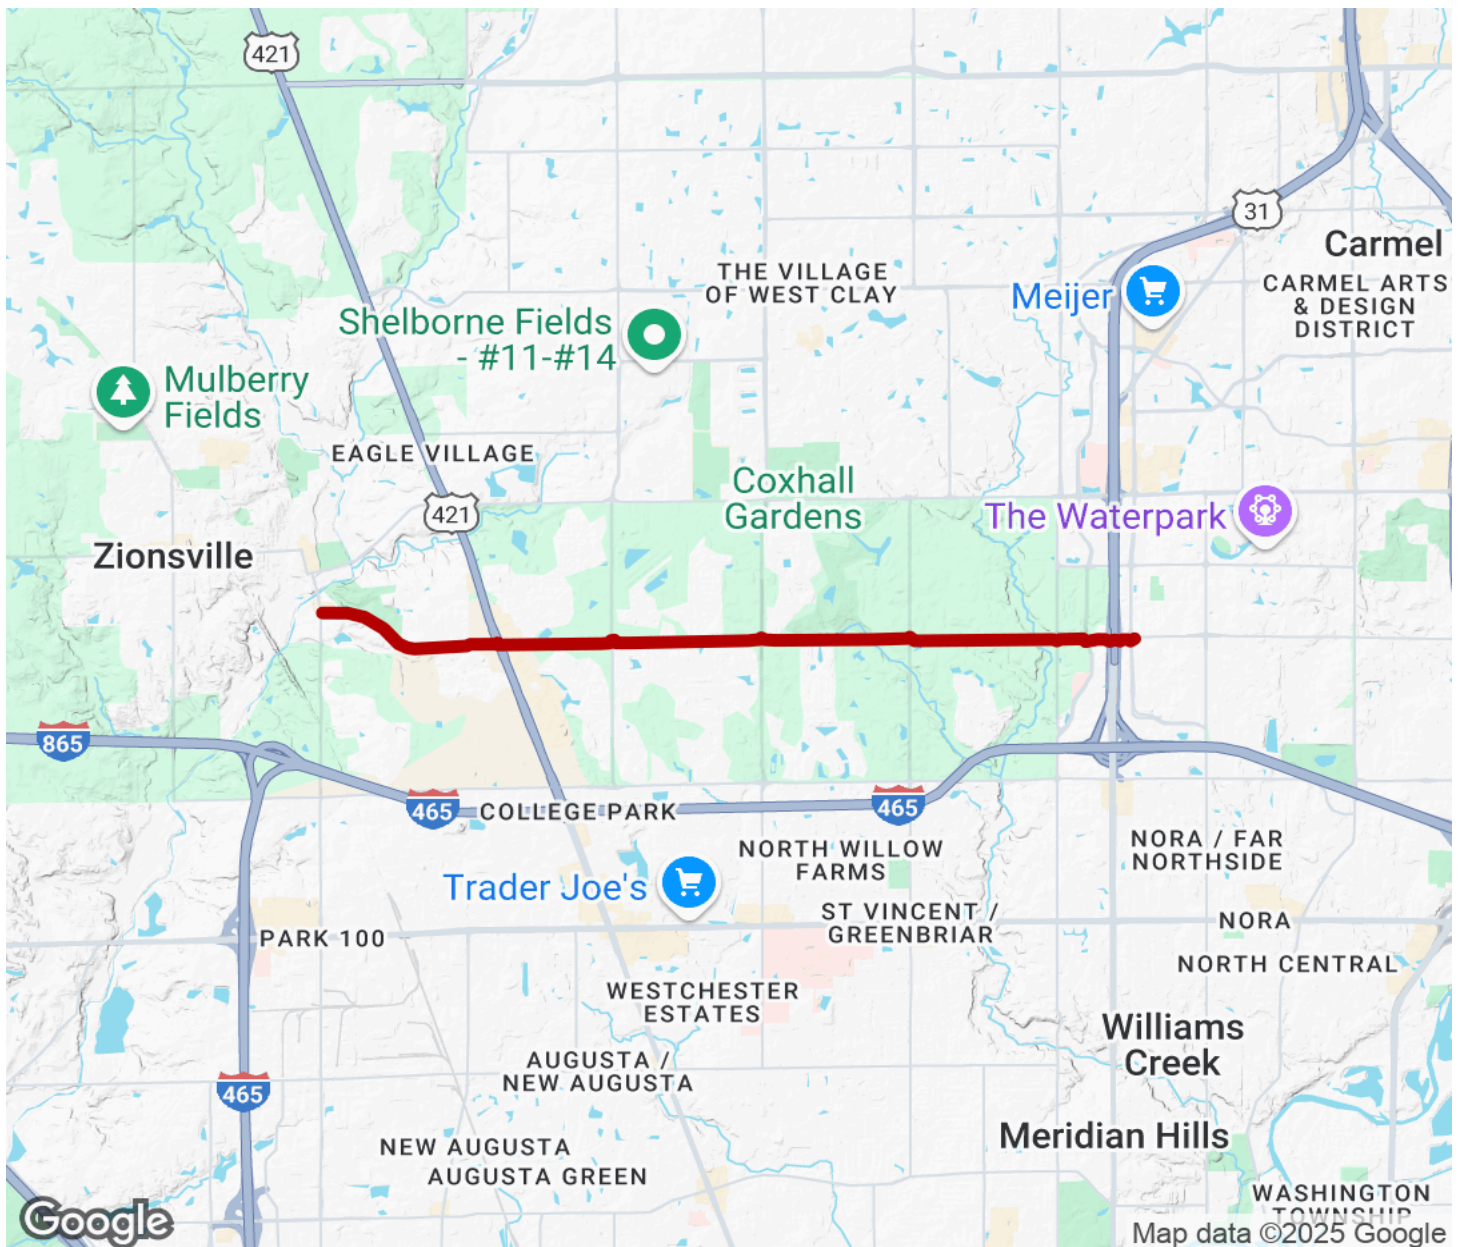 421
31
Carmel
CARMEL ARTS
& DESIGN
DISTRICT
THE VILLAGE
OF WEST CLAY
Meijer
Shelborne Fields
- #11-#14
Mulberry
Fields
EAGLE VILLAGE
Coxhall
Gardens
421
The Waterpark
Zionsville
865
465
COLLEGE PARK
465
NORTH WILLOW
FARMS
NORA / FAR
NORTHSIDE
Trader Joe's
ST VINCENT /
GREENBRIAR
NORA
PARK 100
NORTH CENTRAL
WESTCHESTER
ESTATES
Williams
Creek
AUGUSTA /
NEW AUGUSTA
465
Meridian Hills
NEW AUGUSTA
AUGUSTA GREEN
WASHINGTON
TOWNSHIP
Google
Map data ©2025 Google